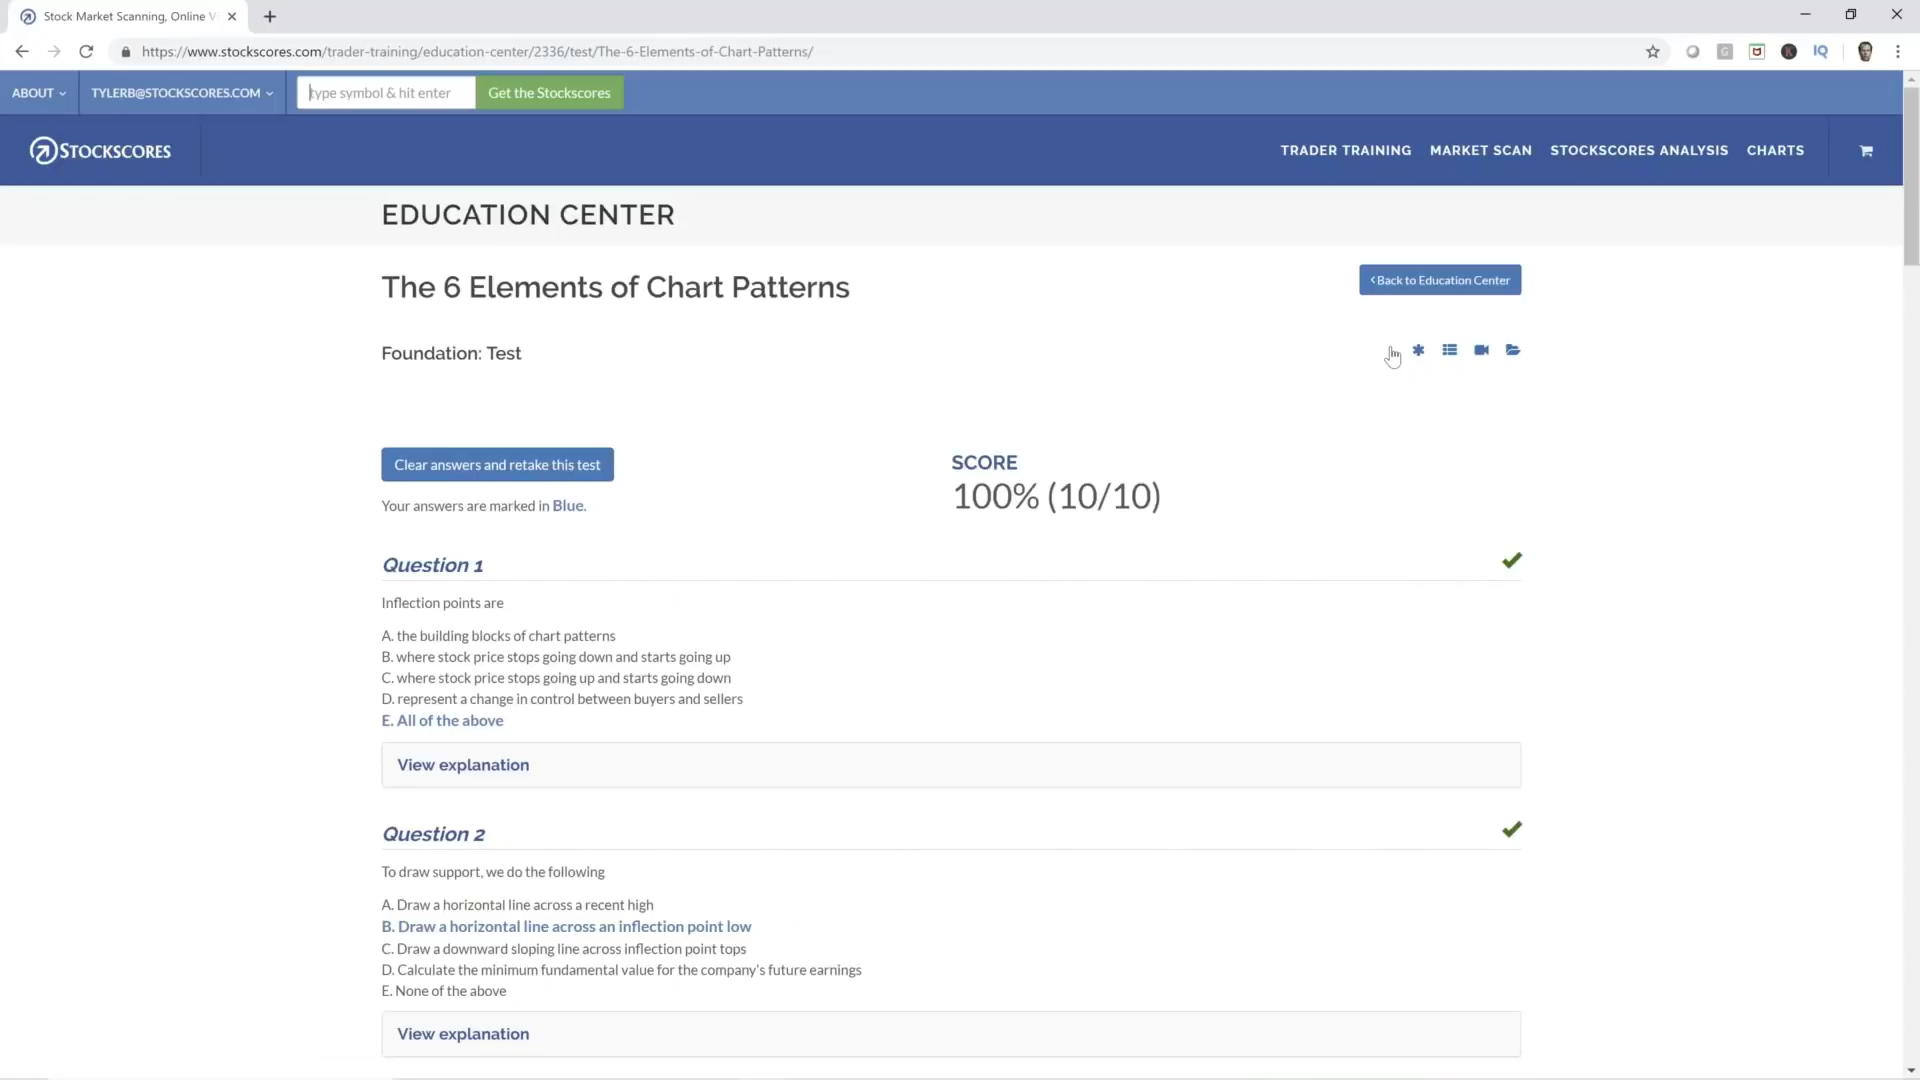 Stock Market Scanning, Online V
https://www.stockscores.com/trader-training/education-center/2336/test/The-6-Elements-of-Chart-Patterns/
IQ
ABOUT
TYLERB@STOCKSCORES.COM
type symbol & hit enter
Get the Stockscores
STOCKSCORES
TRADER TRAINING
MARKET SCAN
STOCKSCORES ANALYSIS
CHARTS
EDUCATION CENTER
The 6 Elements of Chart Patterns
Back to Education Center
Foundation: Test
Clear answers and retake this test
Your answers are marked in Blue.
SCORE
100% (10/10)
Question 1
Inflection points are
A. the building blocks of chart patterns
B. where stock price stops going down and starts going up
C. where stock price stops going up and starts going down
D. represent a change in control between buyers and sellers
E. All of the above
View explanation
Question 2
To draw support, we do the following
A. Draw a horizontal line across a recent high
B. Draw a horizontal line across an inflection point low
C. Draw a downward sloping line across inflection point tops
D. Calculate the minimum fundamental value for the company's future earnings
E. None of the above
View explanation